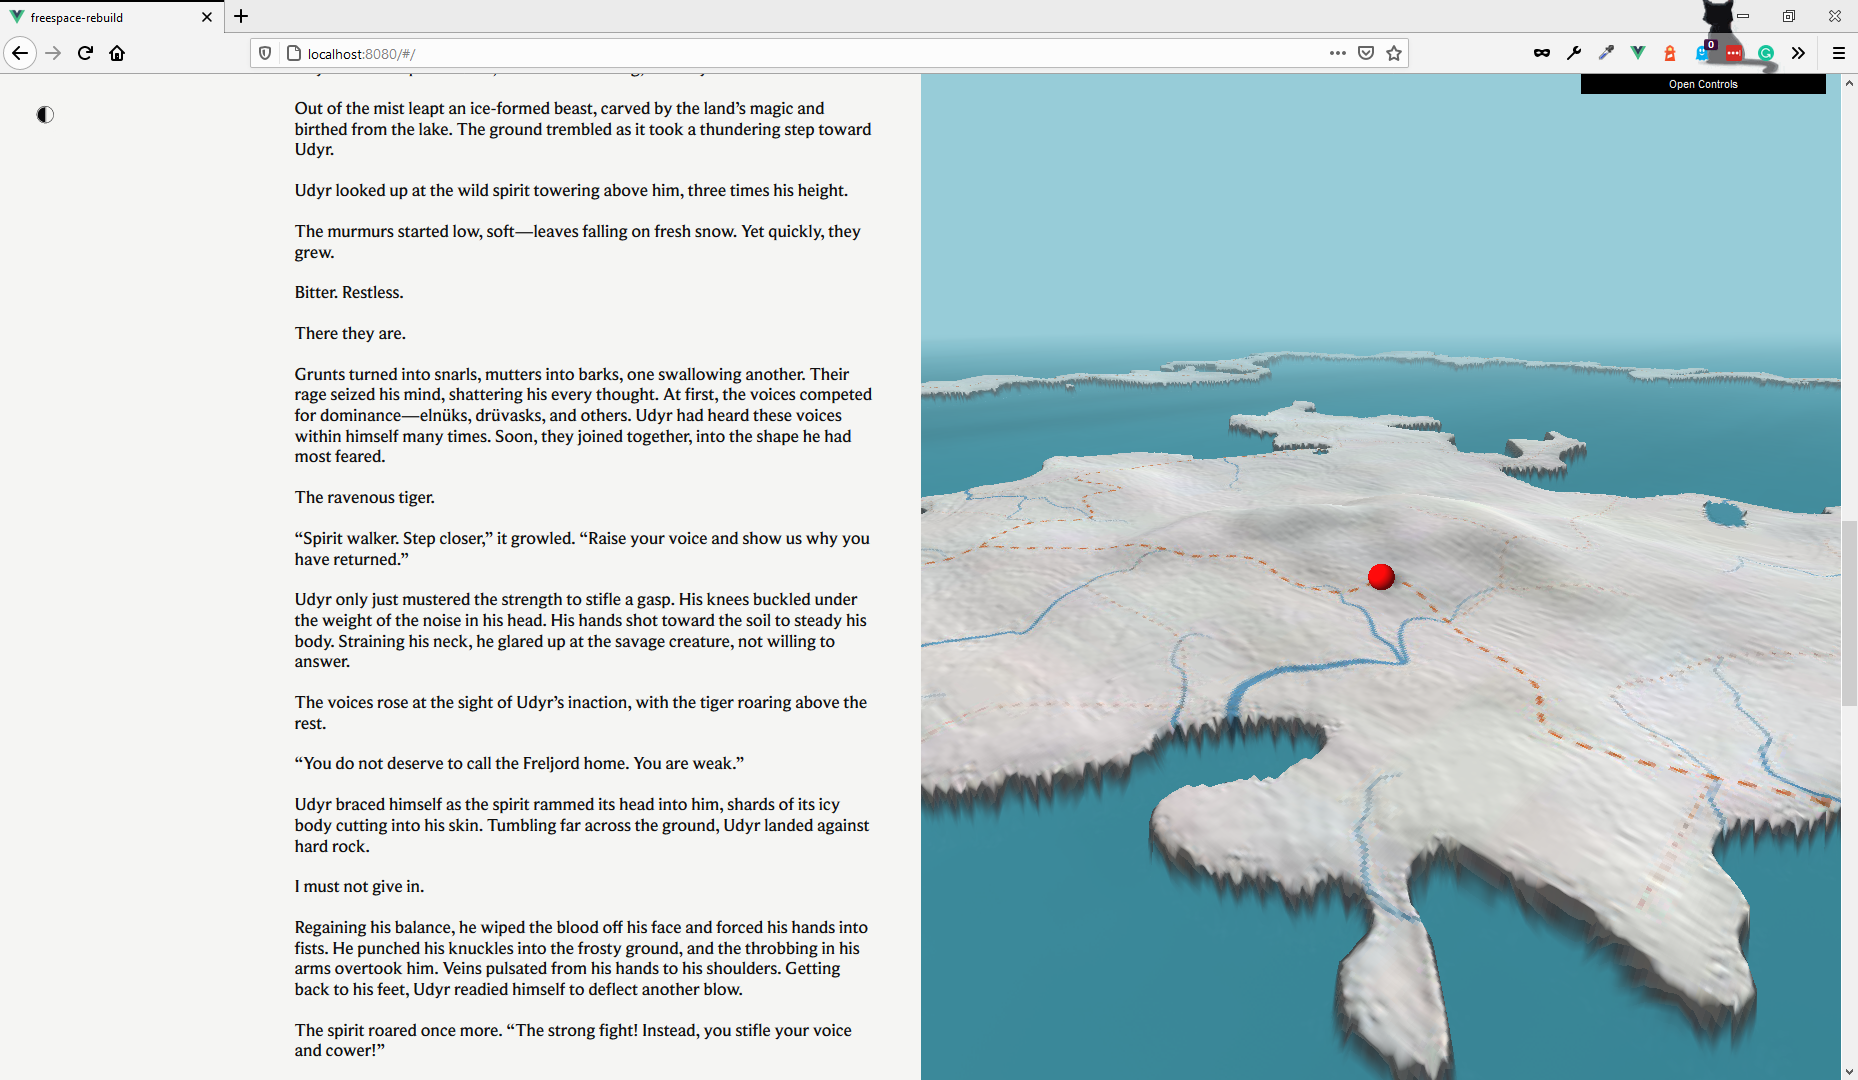 freespace-rebuild
localhost:8080/#/
0
Open Controls
Out of the mist leapt an ice-formed beast, carved by the land’s magic and
birthed from the lake. The ground trembled as it took a thundering step toward
Udyr.
Udyr looked up at the wild spirit towering above him, three times his height.
The murmurs started low, soft—leaves falling on fresh snow. Yet quickly, they
grew.
Bitter. Restless.
There they are.
Grunts turned into snarls, mutters into barks, one swallowing another. Their
rage seized his mind, shattering his every thought. At first, the voices competed
for dominance—elnüks, drüvasks, and others. Udyr had heard these voices
within himself many times. Soon, they joined together, into the shape he had
most feared.
The ravenous tiger.
“Spirit walker. Step closer,” it growled. “Raise your voice and show us why you
have returned.”
Udyr only just mustered the strength to stifle a gasp. His knees buckled under
the weight of the noise in his head. His hands shot toward the soil to steady his
body. Straining his neck, he glared up at the savage creature, not willing to
answer.
The voices rose at the sight of Udyr’s inaction, with the tiger roaring above the
rest.
“You do not deserve to call the Freljord home. You are weak.”
Udyr braced himself as the spirit rammed its head into him, shards of its icy
body cutting into his skin. Tumbling far across the ground, Udyr landed against
hard rock.
I must not give in.
Regaining his balance, he wiped the blood off his face and forced his hands into
fists. He punched his knuckles into the frosty ground, and the throbbing in his
arms overtook him. Veins pulsated from his hands to his shoulders. Getting
back to his feet, Udyr readied himself to deflect another blow.
The spirit roared once more. “The strong fight! Instead, you stifle your voice
and cower!”